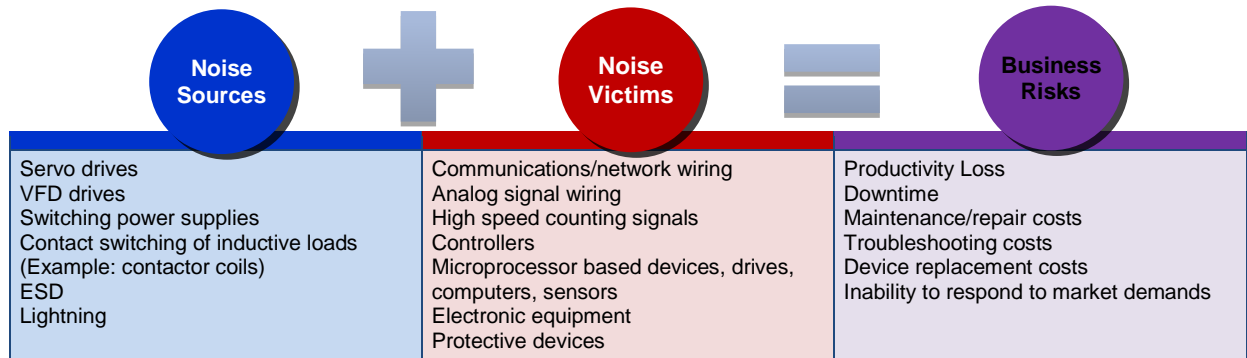 Noise
Sources
Noise
Victims
Business
Risks
Servo drives
VFD drives
Switching power supplies
Contact switching of inductive loads
(Example: contactor coils)
ESD
Lightning
Communications/network wiring
Analog signal wiring
High speed counting signals
Controllers
Microprocessor based devices, drives,
computers, sensors
Electronic equipment
Protective devices
Productivity Loss
Downtime
Maintenance/repair costs
Troubleshooting costs
Device replacement costs
Inability to respond to market demands